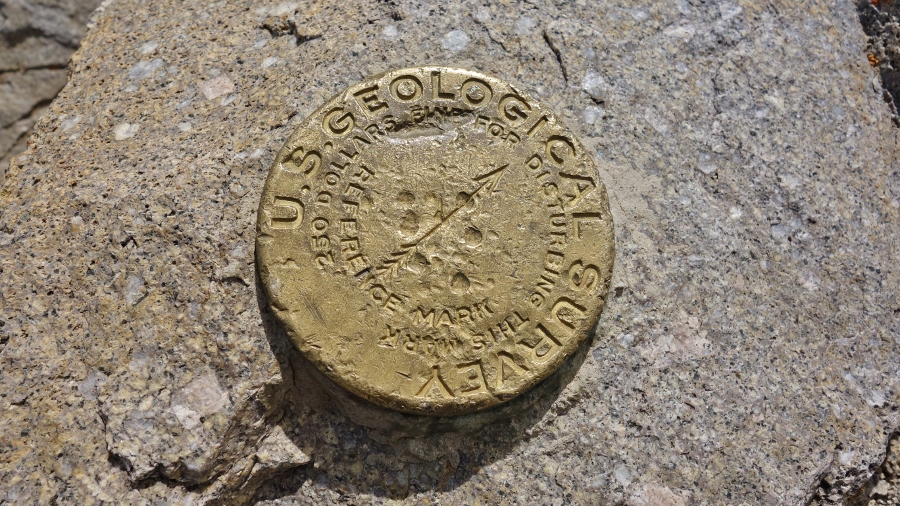 U.S. GEOLOGICAL SURVEY
250 DOLLARS FINE FOR DISTURBING THIS MARK
REFERENCE MARK